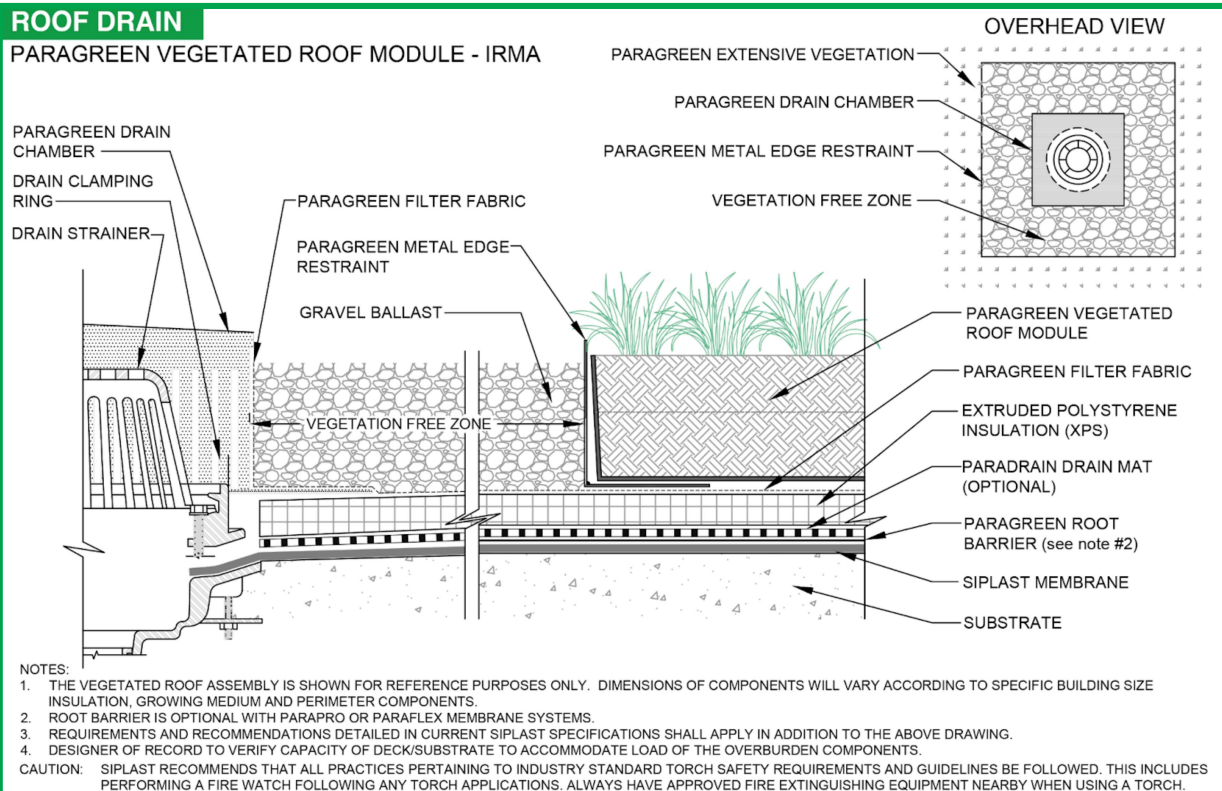 ROOF DRAIN
PARAGREEN VEGETATED ROOF MODULE - IRMA
OVERHEAD VIEW
PARAGREEN EXTENSIVE VEGETATION
PARAGREEN DRAIN CHAMBER
PARAGREEN METAL EDGE RESTRAINT
VEGETATION FREE ZONE
PARAGREEN DRAIN
CHAMBER
DRAIN CLAMPING
RING
DRAIN STRAINER
PARAGREEN FILTER FABRIC
PARAGREEN METAL EDGE
RESTRAINT
GRAVEL BALLAST
VEGETATION FREE ZONE
PARAGREEN VEGETATED
ROOF MODULE
PARAGREEN FILTER FABRIC
EXTRUDED POLYSTYRENE
INSULATION (XPS)
PARADRAIN DRAIN MAT
(OPTIONAL)
PARAGREEN ROOT
BARRIER (see note #2)
SIPLAST MEMBRANE
SUBSTRATE
NOTES:
1. THE VEGETATED ROOF ASSEMBLY IS SHOWN FOR REFERENCE PURPOSES ONLY. DIMENSIONS OF COMPONENTS WILL VARY ACCORDING TO SPECIFIC BUILDING SIZE
INSULATION, GROWING MEDIUM AND PERIMETER COMPONENTS.
2. ROOT BARRIER IS OPTIONAL WITH PARAPRO OR PARAFLEX MEMBRANE SYSTEMS.
3. REQUIREMENTS AND RECOMMENDATIONS DETAILED IN CURRENT SIPLAST SPECIFICATIONS SHALL APPLY IN ADDITION TO THE ABOVE DRAWING.
4. DESIGNER OF RECORD TO VERIFY CAPACITY OF DECK/SUBSTRATE TO ACCOMMODATE LOAD OF THE OVERBURDEN COMPONENTS.
CAUTION: SIPLAST RECOMMENDS THAT ALL PRACTICES PERTAINING TO INDUSTRY STANDARD TORCH SAFETY REQUIREMENTS AND GUIDELINES BE FOLLOWED. THIS INCLUDES
PERFORMING A FIRE WATCH FOLLOWING ANY TORCH APPLICATIONS. ALWAYS HAVE APPROVED FIRE EXTINGUISHING EQUIPMENT NEARBY WHEN USING A TORCH.